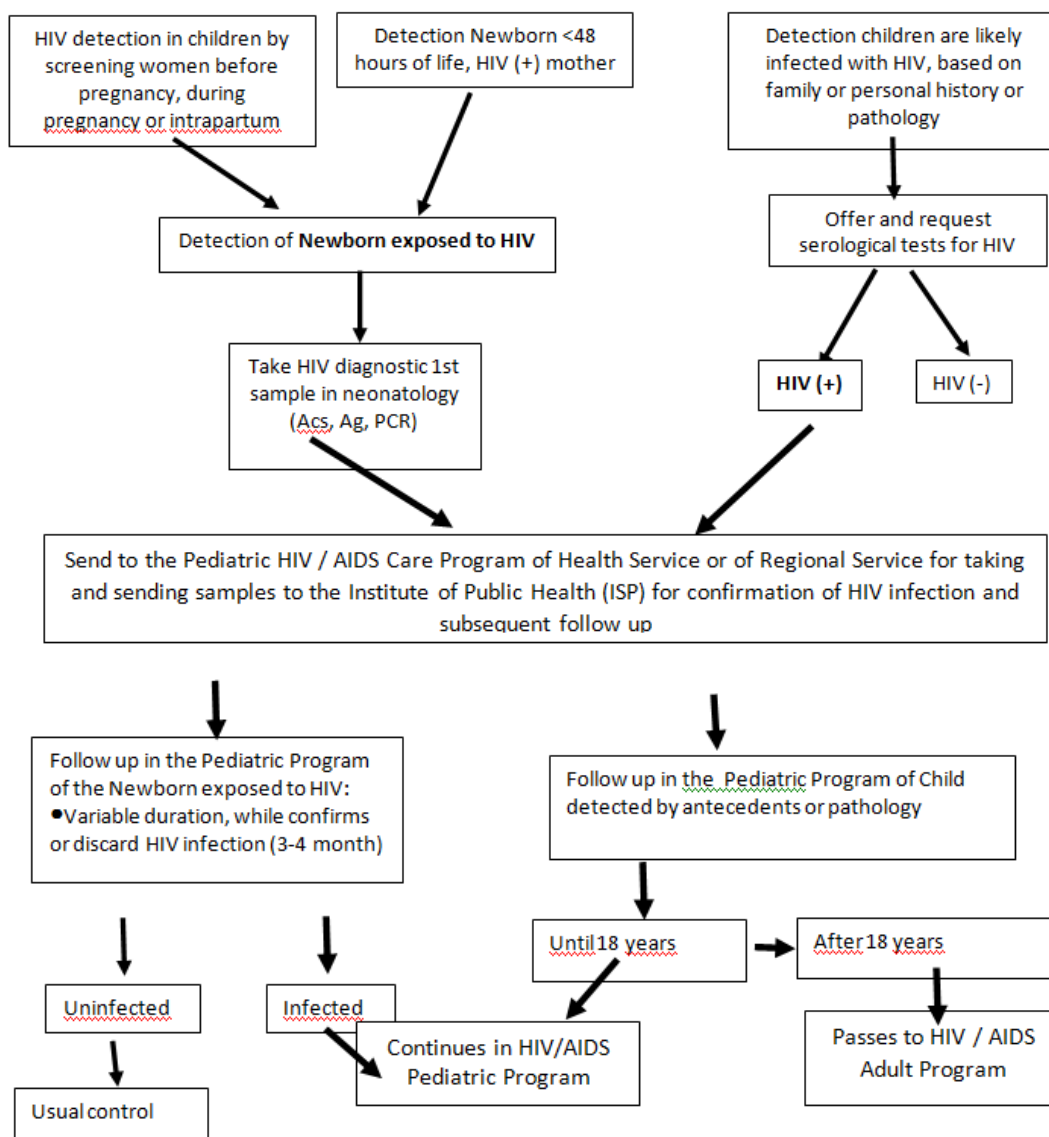 HIV detection in children by
screening women before
pregnancy, during
pregnancy or intrapartum
Detection Newborn <48
hours of life, HIV (+) mother
Detection children are likely
infected with HIV, based on
family or personal history or
pathology
Detection of Newborn exposed to HIV
Offer and request
serological tests for HIV
Take HIV diagnostic 1st
sample in neonatology
(Acs, Ag, PCR)
HIV (+)
HIV (-)
Send to the Pediatric HIV / AIDS Care Program of Health Service or of Regional Service for taking
and sending samples to the Institute of Public Health (ISP) for confirmation of HIV infection and
subsequent follow up
Follow up in the Pediatric Program
of the Newborn exposed to HIV:
●Variable duration, while confirms
or discard HIV infection (3-4 month)
Follow up in the Pediatric Program of Child
detected by antecedents or pathology
Until 18 years
After 18 years
Uninfected
Infected
Continues in HIV/AIDS
Pediatric Program
Passes to HIV / AIDS
Adult Program
Usual control